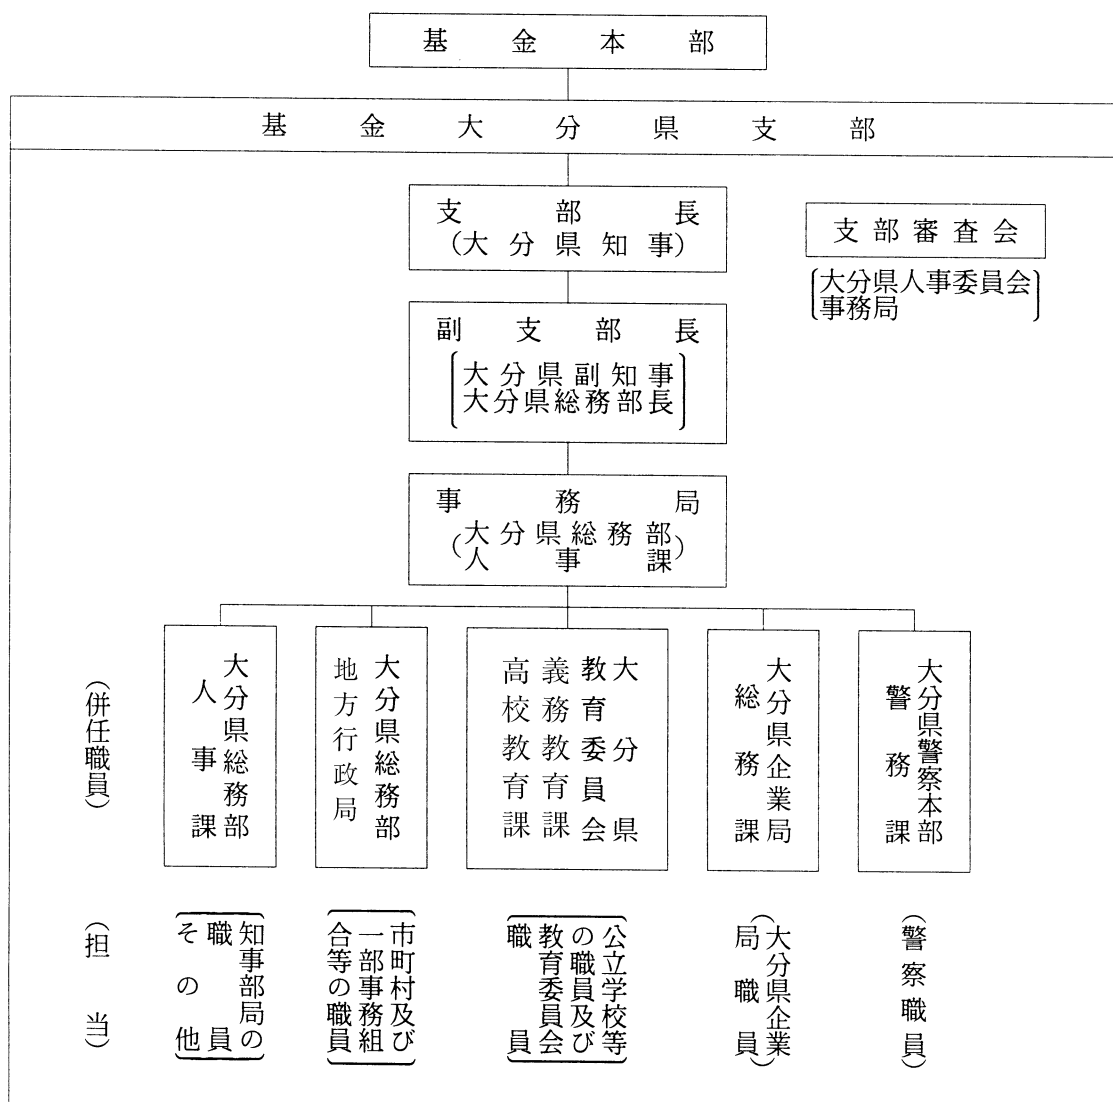 基金本部
基金大分県支部
支部長
(大分県知事)
支部審査会
大分県人事委員会
事務局
副支部長
大分県副知事
大分県総務部長
事務局
(大分県総務部
人事課)
(併任職員)
大分県総務部
人事課
大分県総務部
地方行政局
大分県
教育委員会
義務教育課
高校教育課
大分県企業局
総務課
大分県警察本部
警務課
(担当)
知事部局の
職員
その他
市町村及び
一部事務組
合等の職員
公立学校等
の職員及び
教育委員会
職員
(大分県企業
局職員)
(警察職員)